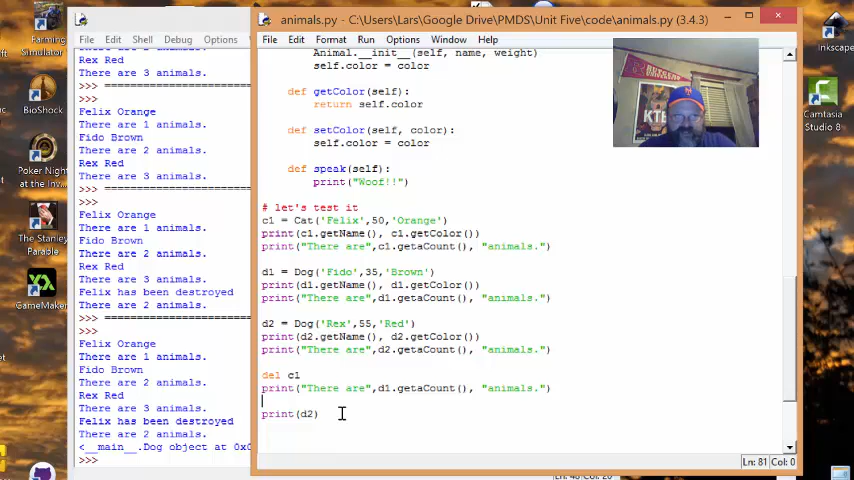 Farming
Simulator
BioShock
Poker Night
at the Inv...
The Stanley
Parable
GameMaker
Edit Shell Debug Options
Rex Red
There are 3 animals.
>>> ================
>>>
Felix Orange
There are 1 animals.
Fido Brown
There are 2 animals.
Rex Red
There are 3 animals.
>>> ================
>>>
Felix Orange
There are 1 animals.
Fido Brown
There are 2 animals.
Rex Red
There are 3 animals.
Felix has been destroyed
There are 2 animals.
>>> ================
>>>
Felix Orange
There are 1 animals.
Fido Brown
There are 2 animals.
Rex Red
There are 3 animals.
Felix has been destroyed
There are 2 animals.
<__main__.Dog object at 0x0
>>>
animals.py - C:\Users\Lars\Google Drive\PMDS\Unit Five\code\animals.py (3.4.3)
File Edit Format Run Options Window Help
Animal.__init__(self, name, weight)
self.color = color
def getColor(self):
return self.color
def setColor(self, color):
self.color = color
def speak(self):
print("Woof!!")
# let's test it
c1 = Cat('Felix',50,'Orange')
print(c1.getName(), c1.getColor())
print("There are",c1.getaCount(), "animals.")
d1 = Dog('Fido',35,'Brown')
print(d1.getName(), d1.getColor())
print("There are",d1.getaCount(), "animals.")
d2 = Dog('Rex',55,'Red')
print(d2.getName(), d2.getColor())
print("There are",d2.getaCount(), "animals.")
del c1
print("There are",d1.getaCount(), "animals.")
print(d2)
Ln: 81 Col: 0
RUTGERS
KTE
Inkscape
Camtasia
Studio 8